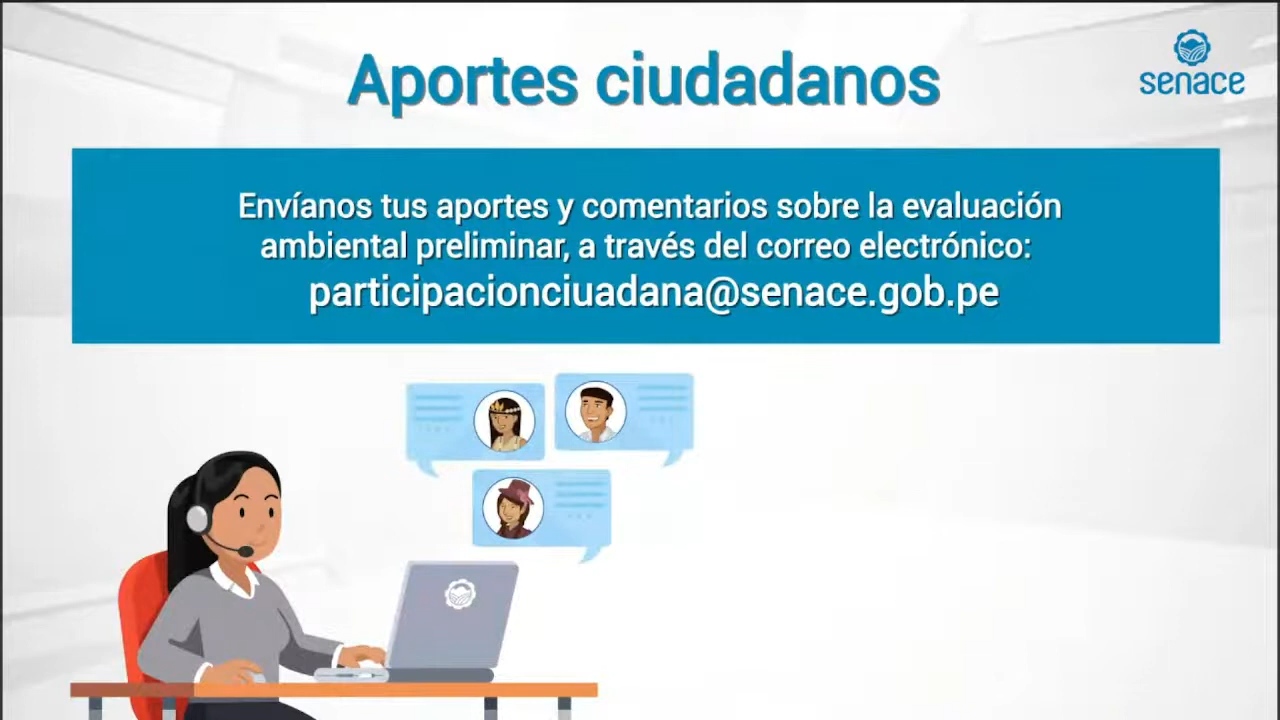 Aportes ciudadanos
senace
Envíanos tus aportes y comentarios sobre la evaluación
ambiental preliminar, a través del correo electrónico:
participacionciuadana@senace.gob.pe